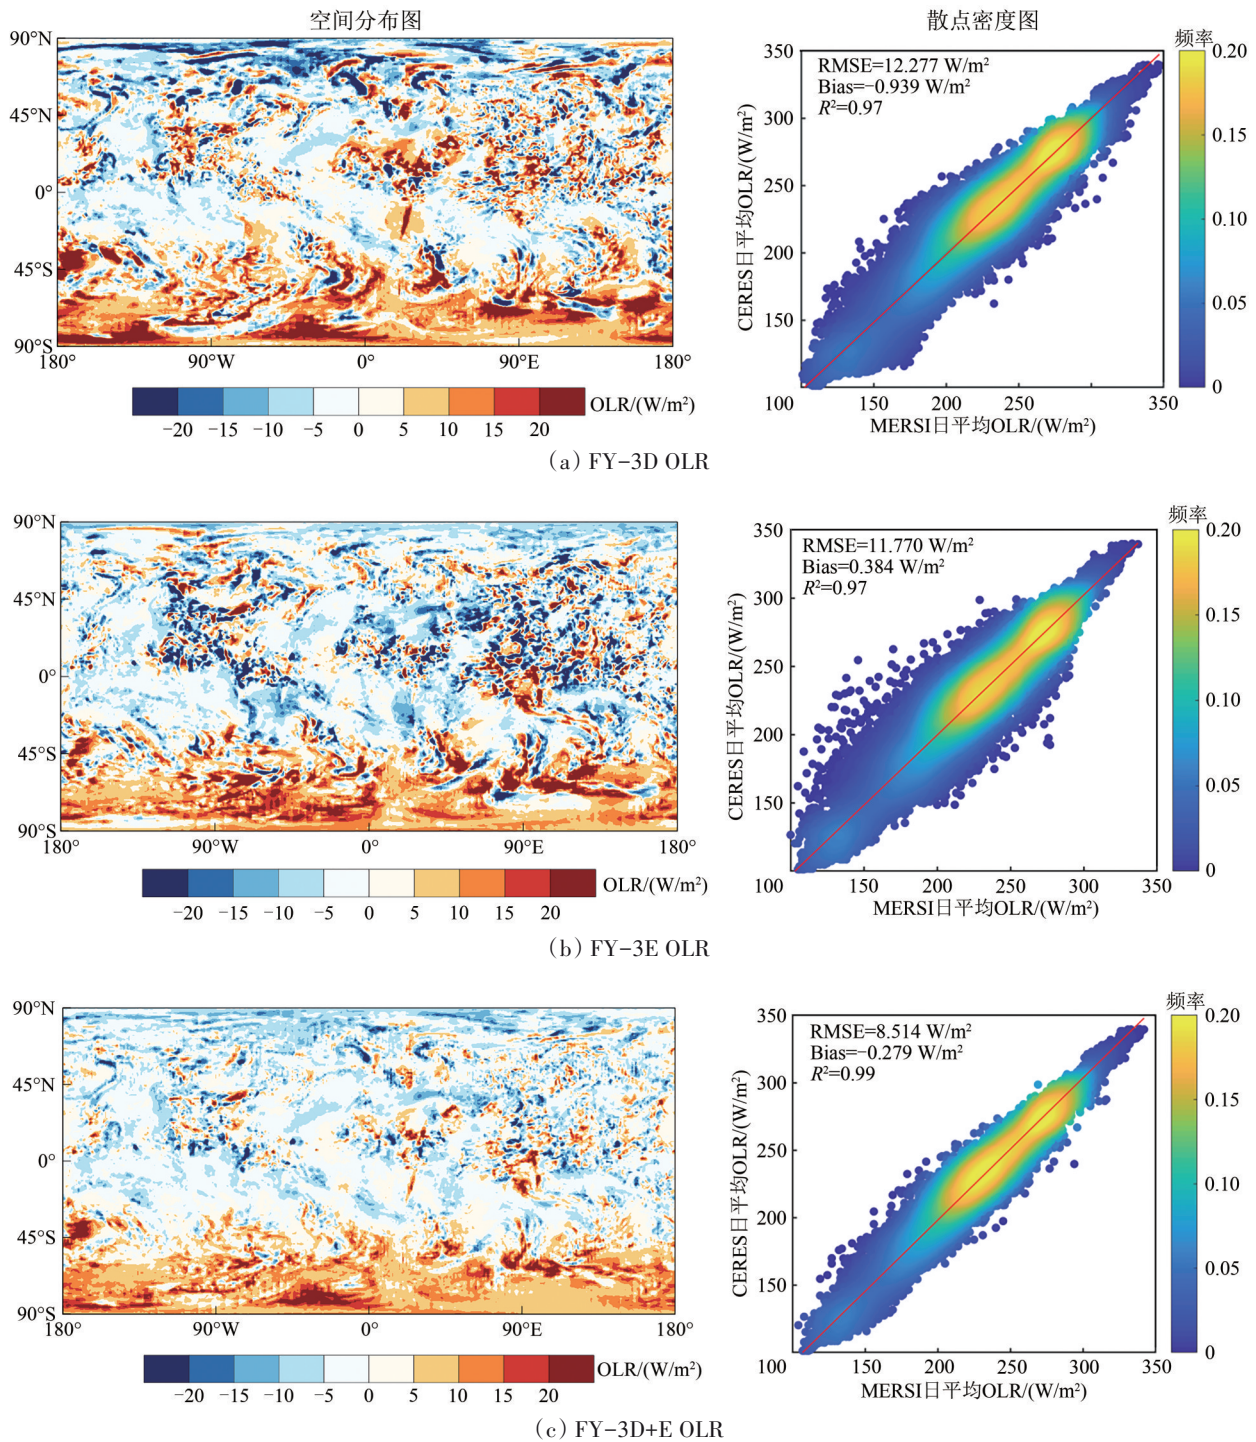 空间分布图
散点密度图
90°N
45°N
0°
45°S
90°S
180°
90°W
0°
90°E
180°
−20
−15
−10
−5
0
5
10
15
20
OLR/(W/m²)
频率
RMSE=12.277 W/m²
Bias=−0.939 W/m²
R²=0.97
CERES日平均OLR/(W/m²)
350
300
250
200
150
100
150
200
250
300
350
MERSI日平均OLR/(W/m²)
0.20
0.15
0.10
0.05
0
(a) FY−3D OLR
90°N
45°N
0°
45°S
90°S
180°
90°W
0°
90°E
180°
−20
−15
−10
−5
0
5
10
15
20
OLR/(W/m²)
频率
RMSE=11.770 W/m²
Bias=0.384 W/m²
R²=0.97
CERES日平均OLR/(W/m²)
350
300
250
200
150
100
150
200
250
300
350
MERSI日平均OLR/(W/m²)
0.20
0.15
0.10
0.05
0
(b) FY−3E OLR
90°N
45°N
0°
45°S
90°S
180°
90°W
0°
90°E
180°
−20
−15
−10
−5
0
5
10
15
20
OLR/(W/m²)
频率
RMSE=8.514 W/m²
Bias=−0.279 W/m²
R²=0.99
CERES日平均OLR/(W/m²)
350
300
250
200
150
100
150
200
250
300
350
MERSI日平均OLR/(W/m²)
0.20
0.15
0.10
0.05
0
(c) FY−3D+E OLR